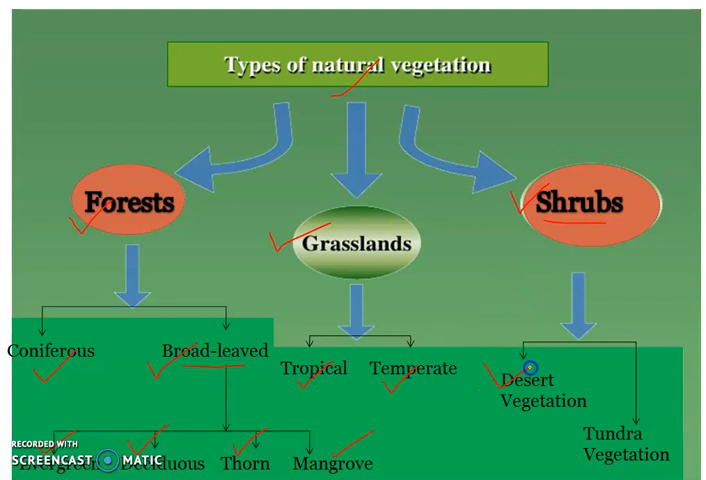 Types of natural vegetation
Forests
Grasslands
Shrubs
Coniferous
Broad-leaved
Tropical
Temperate
Desert
Vegetation
Tundra
Vegetation
RECORDED WITH
SCREENCAST MATIC
Evergreen
Deciduous
Thorn
Mangrove